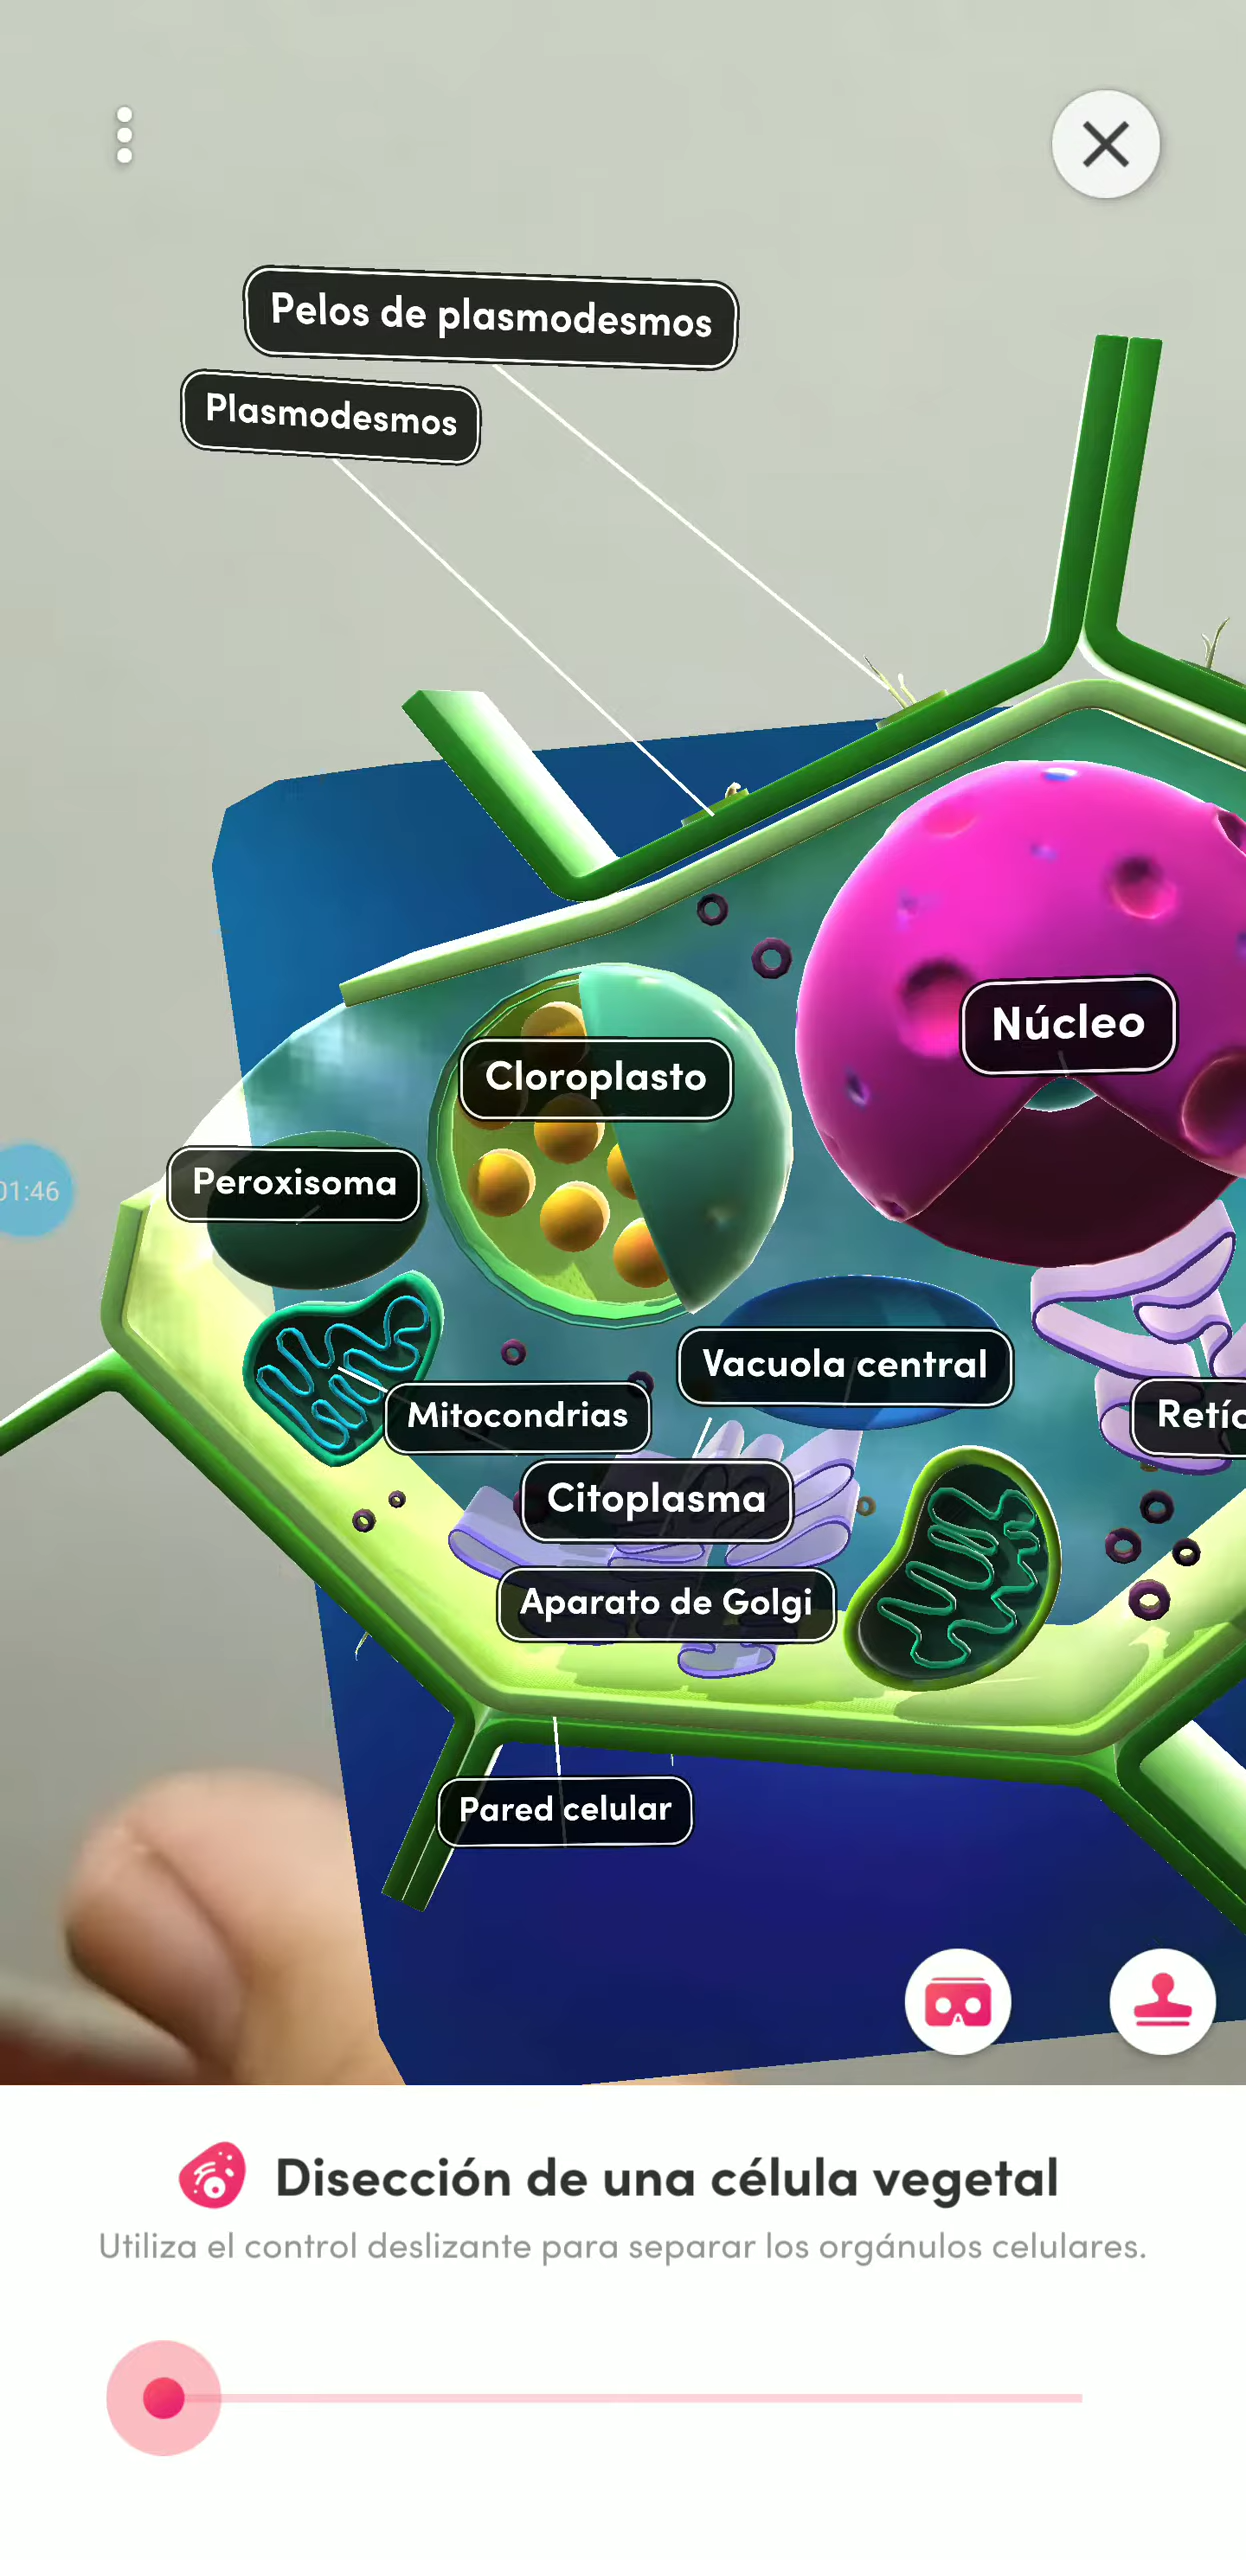 Pelos de plasmodesmos
Plasmodesmos
Núcleo
Cloroplasto
Peroxisoma
01:46
Vacuola central
Mitocondrias
Citoplasma
Aparato de Golgi
Pared celular
Disección de una célula vegetal
Utiliza el control deslizante para separar los orgánulos celulares.